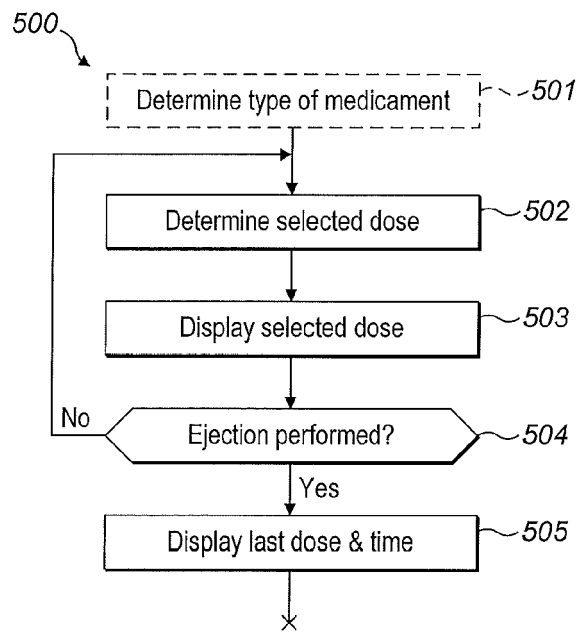 500
Determine type of medicament
501
Determine selected dose
502
Display selected dose
503
No
Ejection performed?
504
Yes
Display last dose & time
505